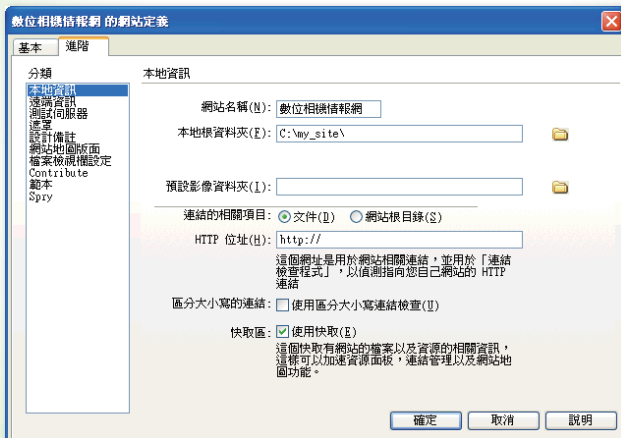 數位相機情報網 的網站定義
基本 進階
分類
本地資訊
遠端資訊
測試伺服器
遮罩
設計備註
網站地圖版面
檔案檢視欄設定
Contribute
範本
Spry
本地資訊
網站名稱(N): 數位相機情報網
本地根資料夾(F): C:\my_site\
預設影像資料夾(I):
連結的相關項目: 文件(D) 網站根目錄(S)
HTTP 位址(H): http://
這個網址是用於網站相關連結，並用於「連結
檢查程式」，以偵測指向您自己網站的 HTTP
連結
區分大小寫的連結: 使用區分大小寫連結檢查(U)
快取區: 使用快取(E)
這個快取有網站的檔案以及資源的相關資訊，
這樣可以加速資源面板，連結管理以及網站地
圖功能。
確定 取消 說明